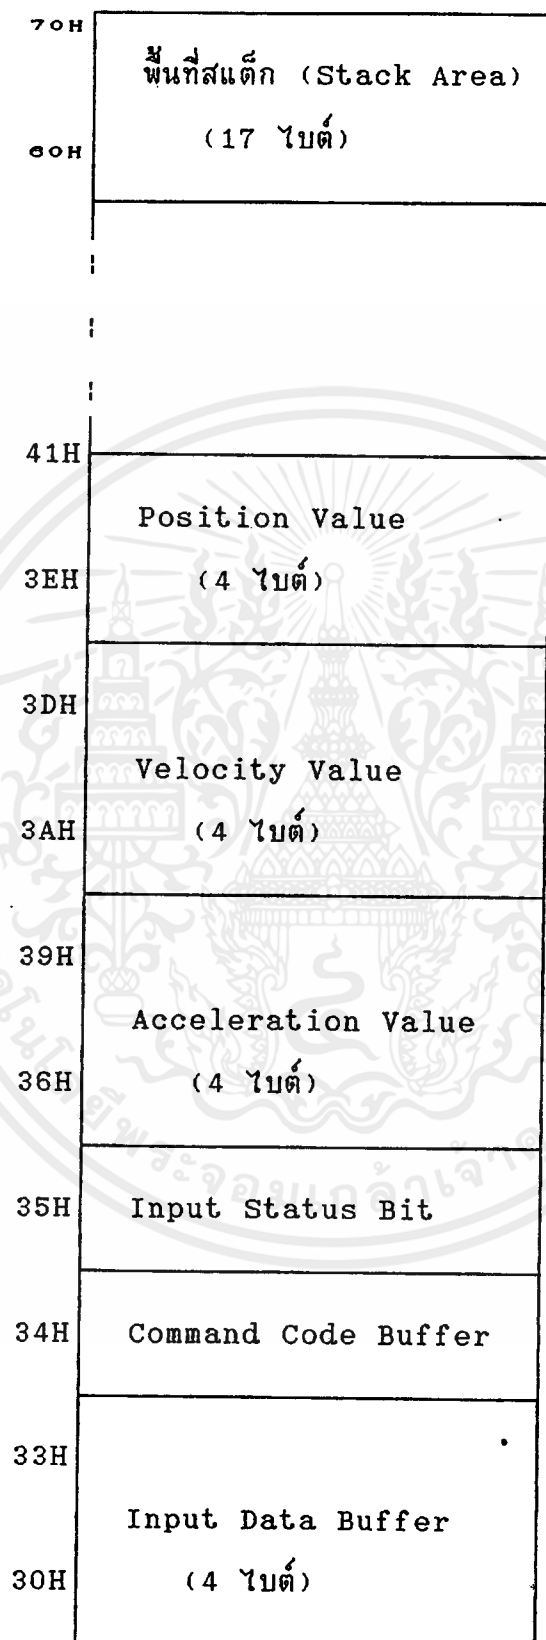 70H
พื้นที่สแต็ก (Stack Area)
(17 ไบต์)
60H
41H
Position Value
3EH (4 ไบต์)
3DH
Velocity Value
3AH (4 ไบต์)
39H
Acceleration Value
36H (4 ไบต์)
35H Input Status Bit
34H Command Code Buffer
33H
Input Data Buffer
30H (4 ไบต์)